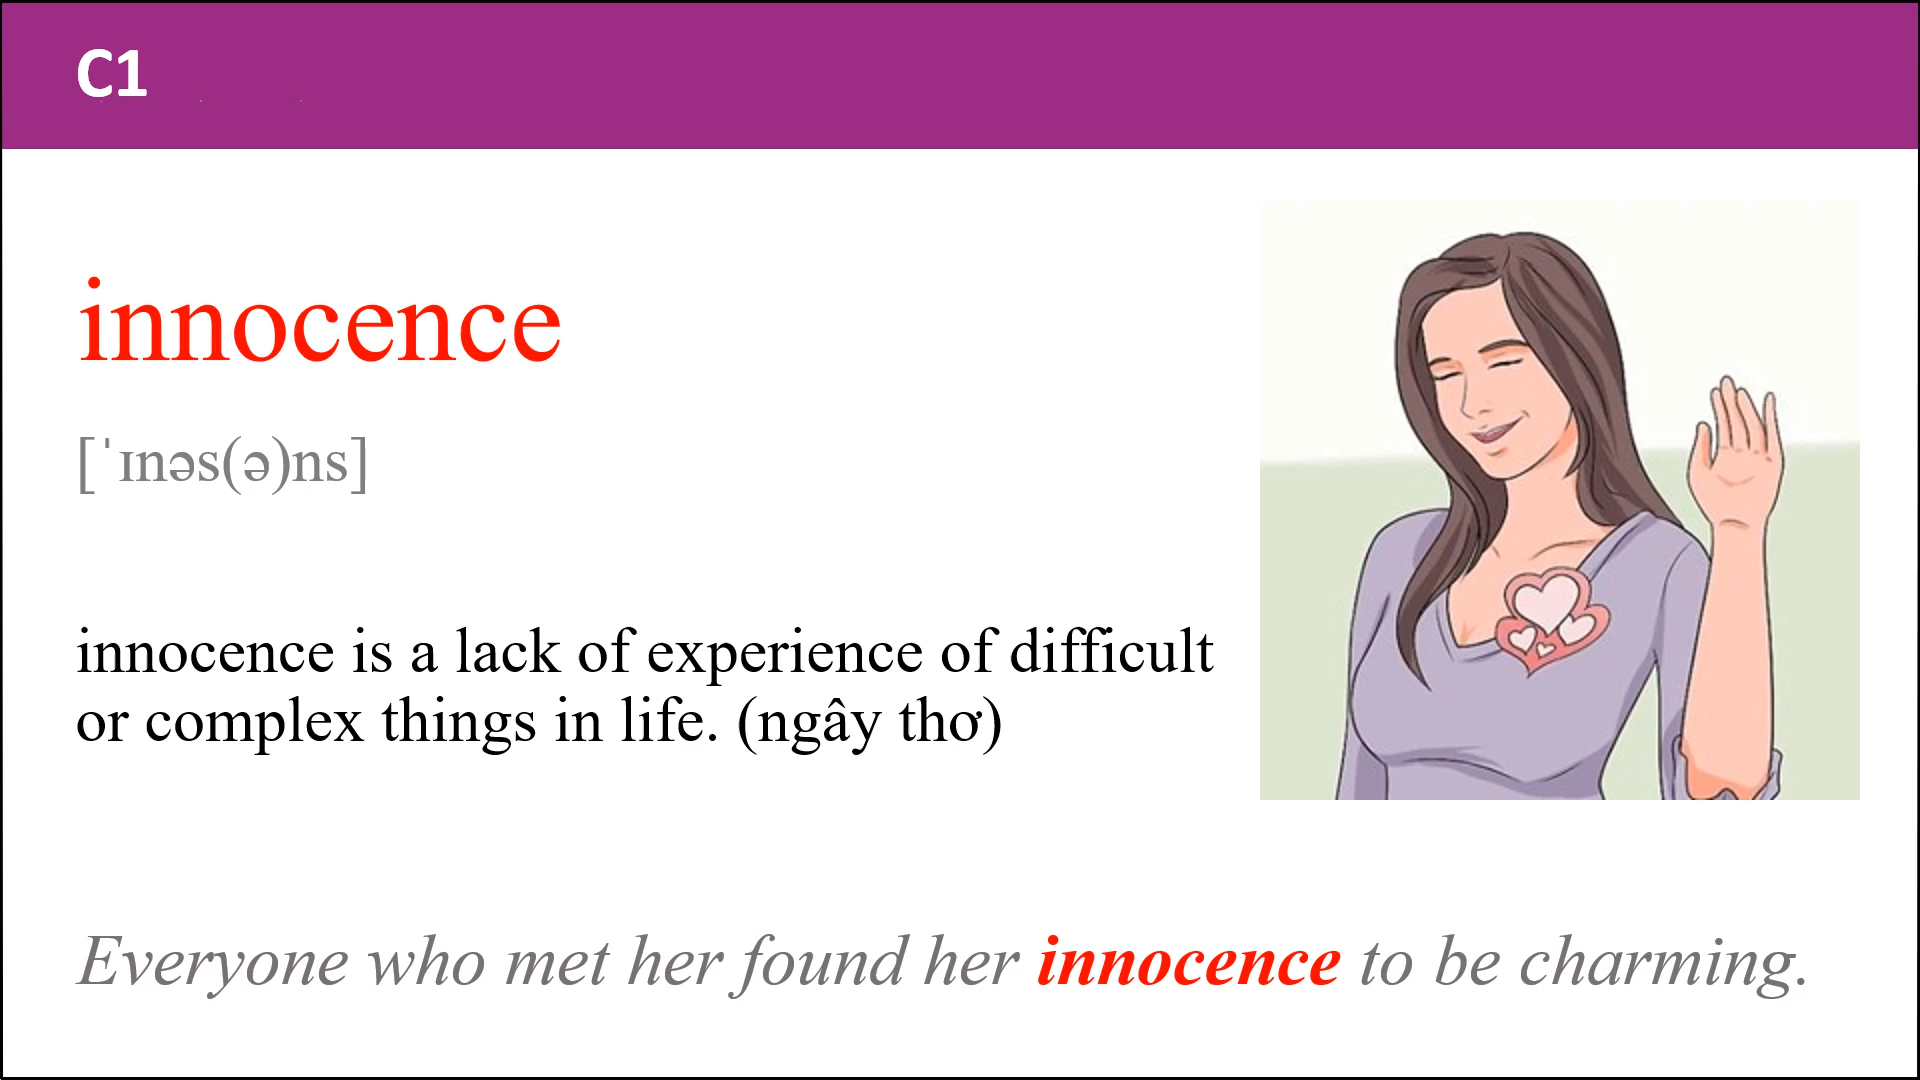 C1
innocence
[ˈɪnəs(ə)ns]
innocence is a lack of experience of difficult
or complex things in life. (ngây thơ)
Everyone who met her found her innocence to be charming.